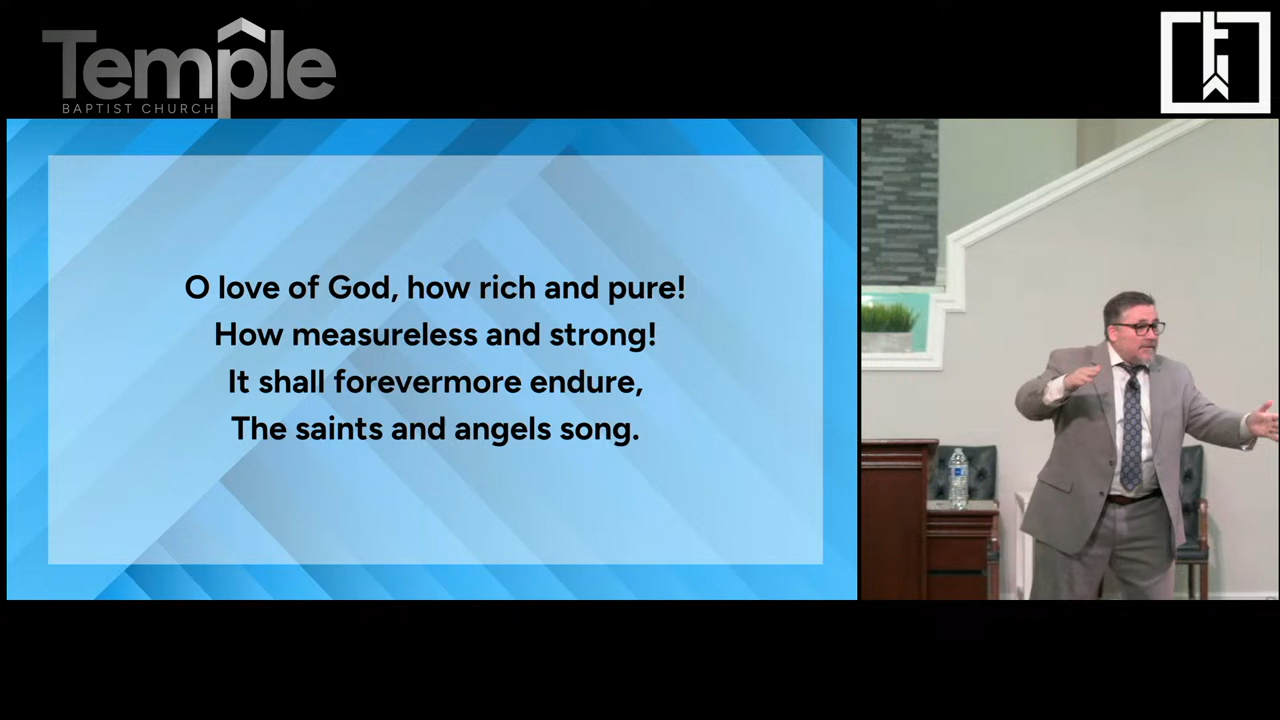 Temple
BAPTIST CHURCH
O love of God, how rich and pure!
How measureless and strong!
It shall forevermore endure,
The saints and angels song.